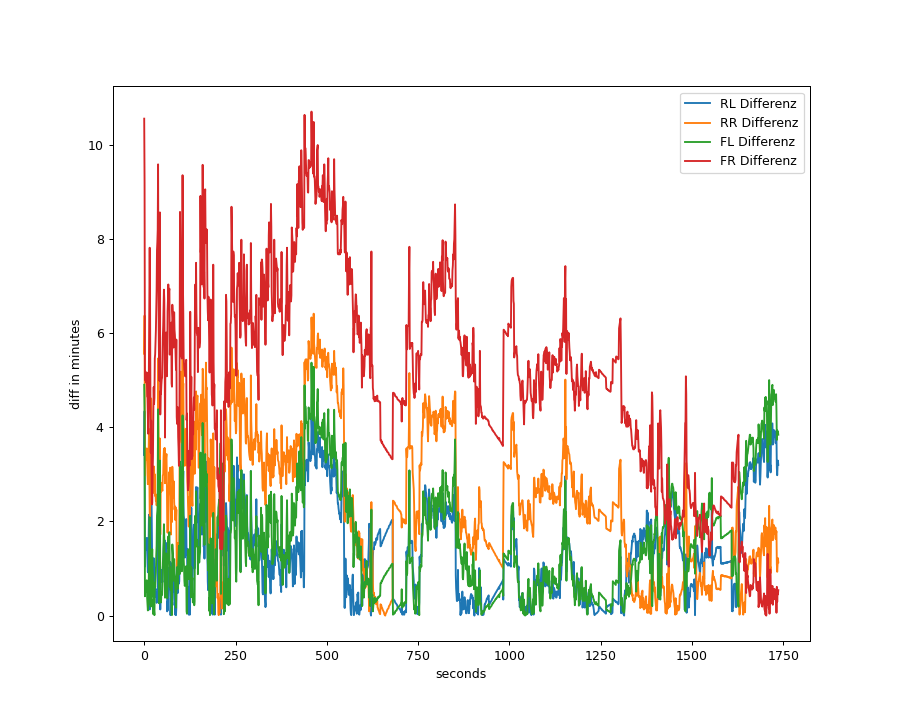 RL Differenz
RR Differenz
FL Differenz
FR Differenz
10
8
6
4
2
0
diff in minutes
0 250 500 750 1000 1250 1500 1750
seconds